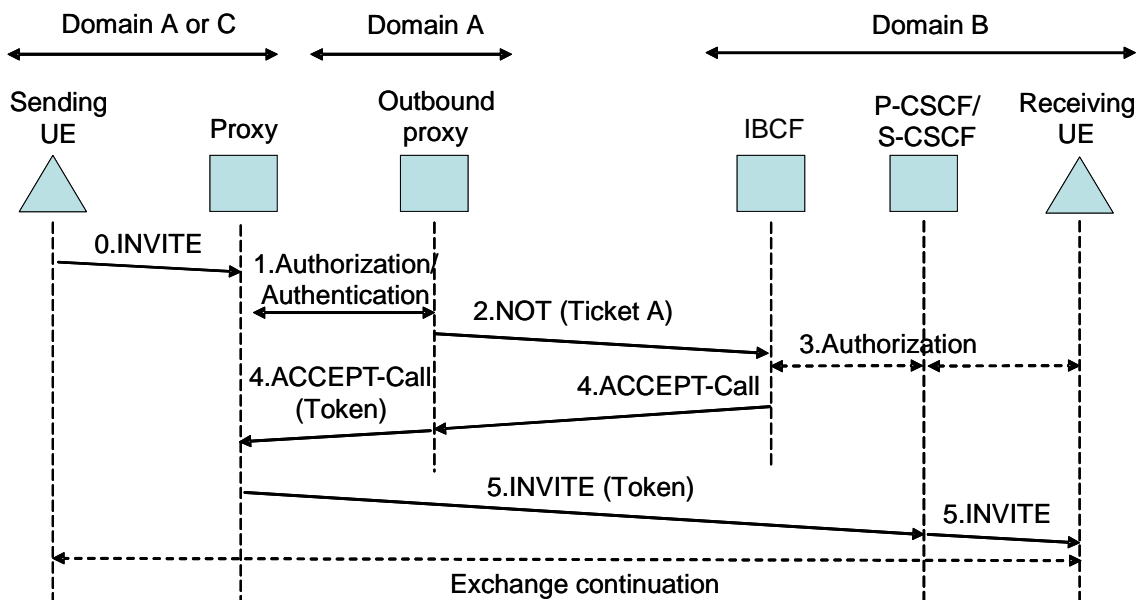 Domain A or C
Domain A
Domain B
Sending
UE
Proxy
Outbound
proxy
IBCF
P-CSCF/
S-CSCF
Receiving
UE
0.INVITE
1.Authorization/
Authentication
2.NOT (Ticket A)
3.Authorization
4.ACCEPT-Call
(Token)
4.ACCEPT-Call
5.INVITE (Token)
5.INVITE
Exchange continuation